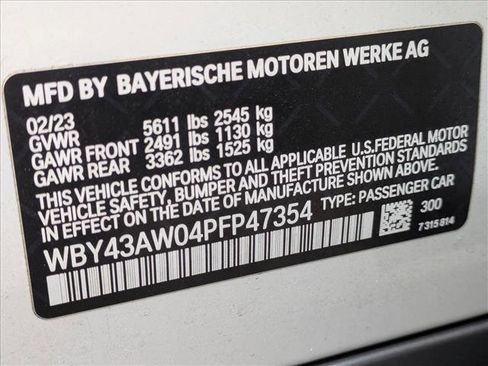 MFD BY BAYERISCHE MOTOREN WERKE AG
02/23
GVWR 5611 lbs 2545 kg
GAWR FRONT 2491 lbs 1130 kg
GAWR REAR 3362 lbs 1525 kg
THIS VEHICLE CONFORMS TO ALL APPLICABLE U.S.FEDERAL MOTOR
VEHICLE SAFETY, BUMPER AND THEFT PREVENTION STANDARDS
IN EFFECT ON THE DATE OF MANUFACTURE SHOWN ABOVE.
WBY43AW04PFP47354 TYPE: PASSENGER CAR
300
7315814